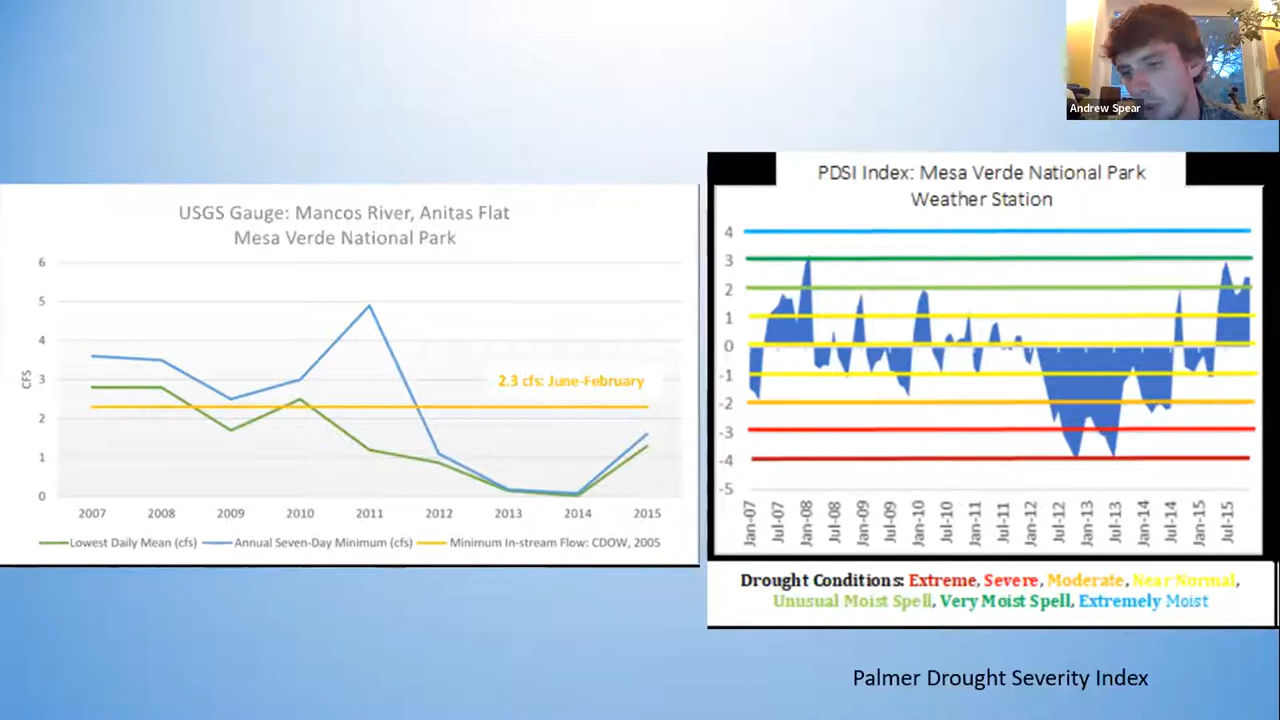 Andrew Spear
USGS Gauge: Mancos River, Anitas Flat
Mesa Verde National Park
6
5
4
3
2
1
0
CFS
2.3 cfs: June-February
2007 2008 2009 2010 2011 2012 2013 2014 2015
Lowest Daily Mean (cfs) Annual Seven-Day Minimum (cfs) Minimum In-stream Flow: CDOW, 2005
PDSI Index: Mesa Verde National Park
Weather Station
4
3
2
1
0
-1
-2
-3
-4
-5
Jan-07 Jul-07 Jan-08 Jul-08 Jan-09 Jul-09 Jan-10 Jul-10 Jan-11 Jul-11 Jan-12 Jul-12 Jan-13 Jul-13 Jan-14 Jul-14 Jan-15 Jul-15
Drought Conditions: Extreme, Severe, Moderate, Near Normal,
Unusual Moist Spell, Very Moist Spell, Extremely Moist
Palmer Drought Severity Index